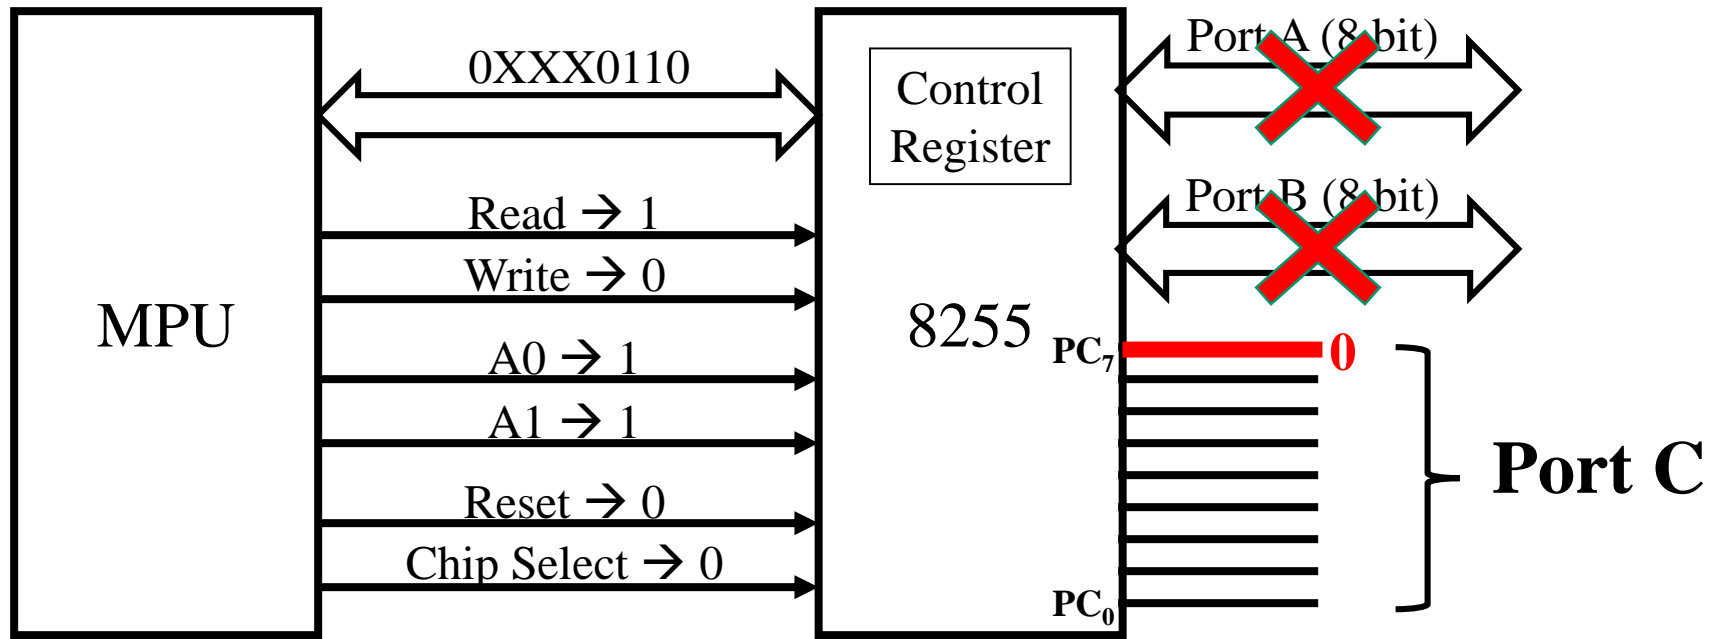 MPU
0XXX0110
Read → 1
Write → 0
A0 → 1
A1 → 1
Reset → 0
Chip Select → 0
Control
Register
8255
PC₇
PC₀
Port A (8 bit)
Port B (8 bit)
0
Port C